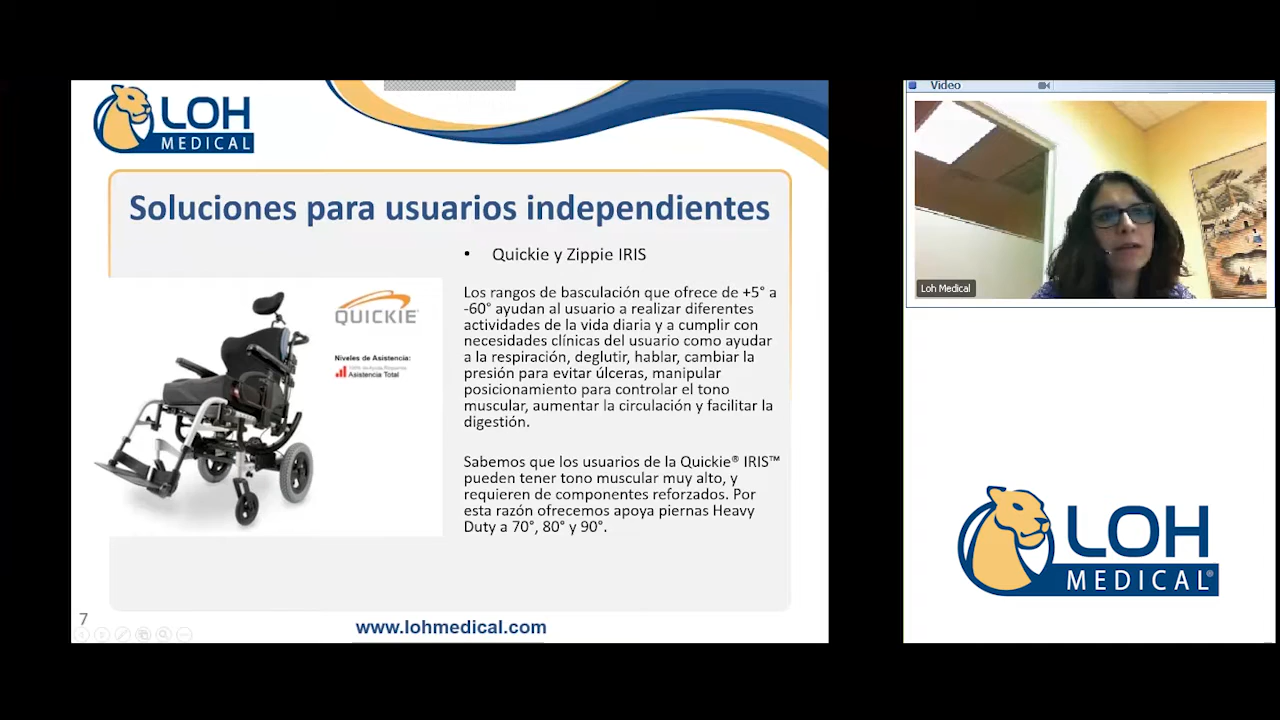 LOH
MEDICAL
Soluciones para usuarios independientes
• Quickie y Zippie IRIS
QUICKIE
Niveles de Asistencia:
Asistencia Total
Los rangos de basculación que ofrece de +5° a
-60° ayudan al usuario a realizar diferentes
actividades de la vida diaria y a cumplir con
necesidades clínicas del usuario como ayudar
a la respiración, deglutir, hablar, cambiar la
presión para evitar úlceras, manipular
posicionamiento para controlar el tono
muscular, aumentar la circulación y facilitar la
digestión.
Sabemos que los usuarios de la Quickie® IRIS™
pueden tener tono muscular muy alto, y
requieren de componentes reforzados. Por
esta razón ofrecemos apoya piernas Heavy
Duty a 70°, 80° y 90°.
7
www.lohmedical.com
Video
Loh Medical
LOH
MEDICAL®